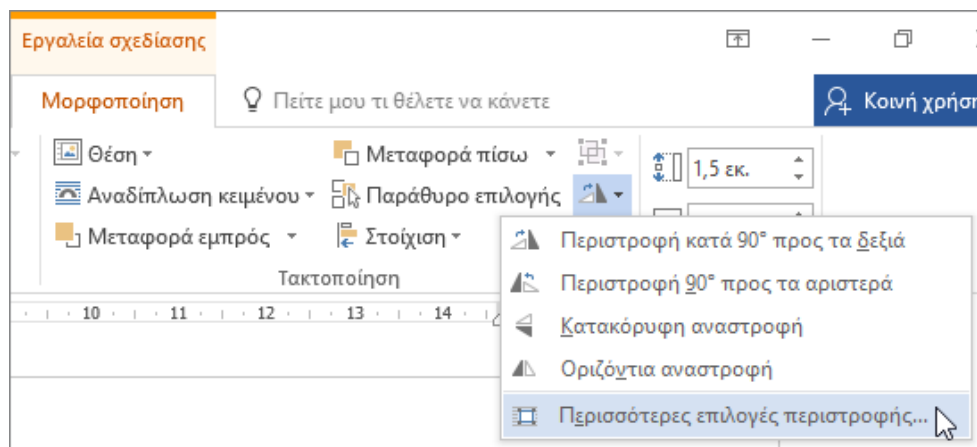 Εργαλεία σχεδίασης
Μορφοποίηση
Πείτε μου τι θέλετε να κάνετε
Κοινή χρήση
Θέση
Μεταφορά πίσω
1,5 εκ.
Αναδίπλωση κειμένου
Παράθυρο επιλογής
Μεταφορά εμπρός
Στοίχιση
Τακτοποίηση
Περιστροφή κατά 90° προς τα δεξιά
Περιστροφή 90° προς τα αριστερά
Κατακόρυφη αναστροφή
Οριζόντια αναστροφή
Περισσότερες επιλογές περιστροφής...
10 11 12 13 14